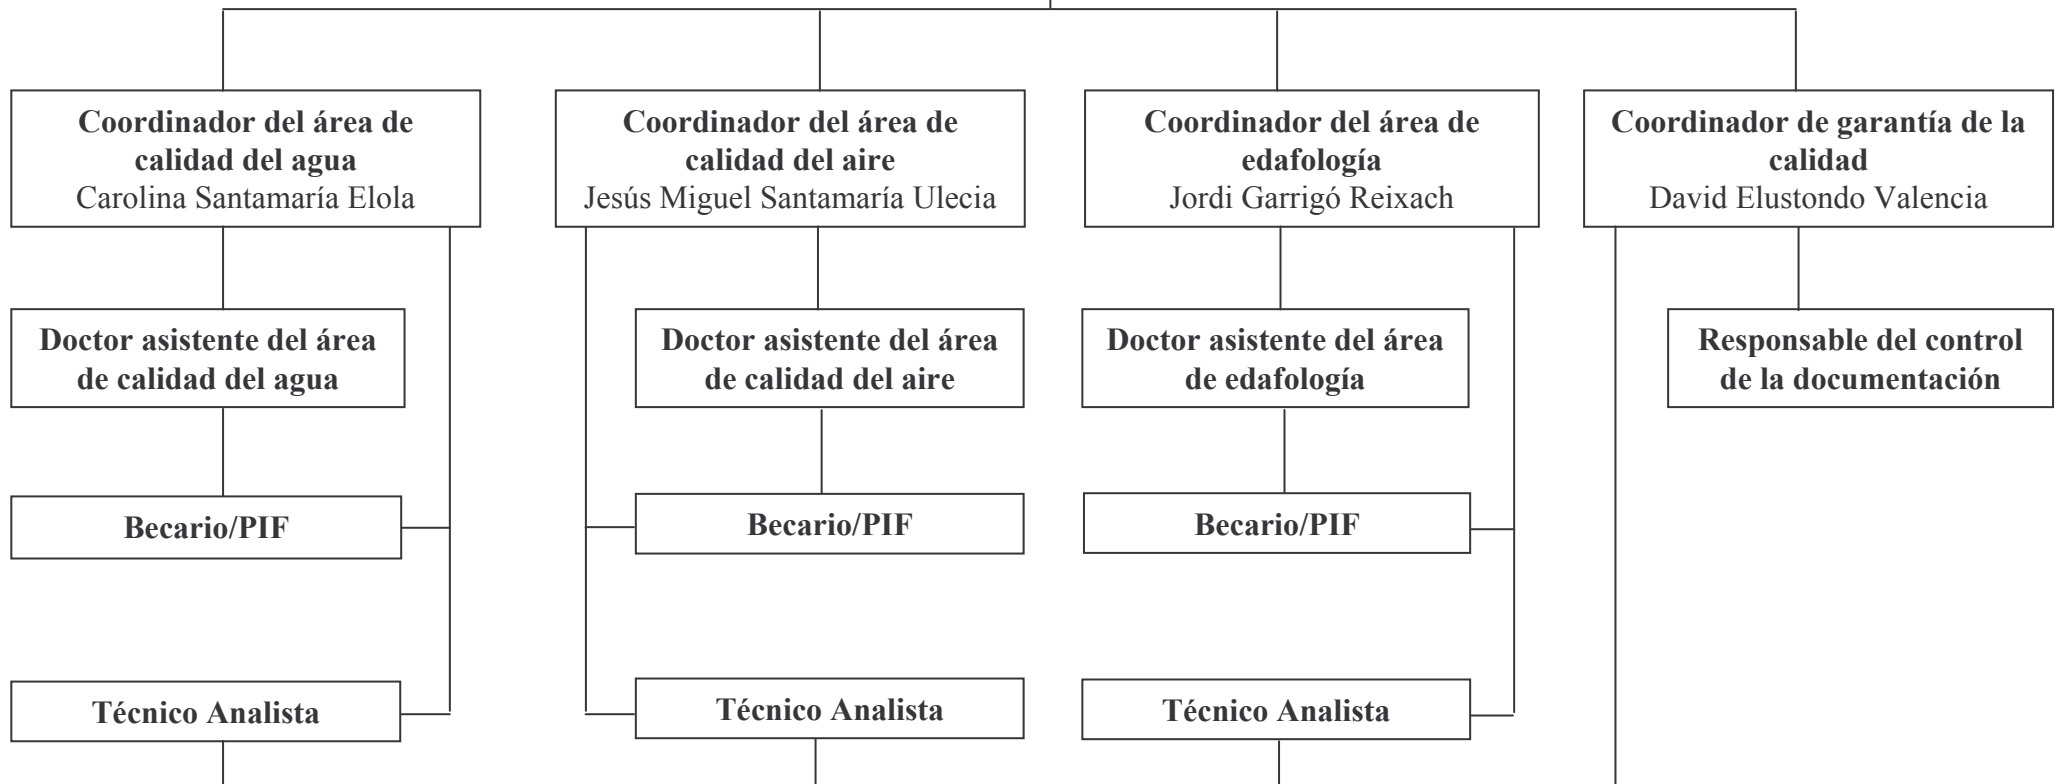 Coordinador del área de
calidad del agua
Carolina Santamaría Elola
Coordinador del área de
calidad del aire
Jesús Miguel Santamaría Ulecia
Coordinador del área de
edafología
Jordi Garrigó Reixach
Coordinador de garantía de la
calidad
David Elustondo Valencia
Doctor asistente del área
de calidad del agua
Doctor asistente del área
de calidad del aire
Doctor asistente del área
de edafología
Responsable del control
de la documentación
Becario/PIF
Becario/PIF
Becario/PIF
Técnico Analista
Técnico Analista
Técnico Analista